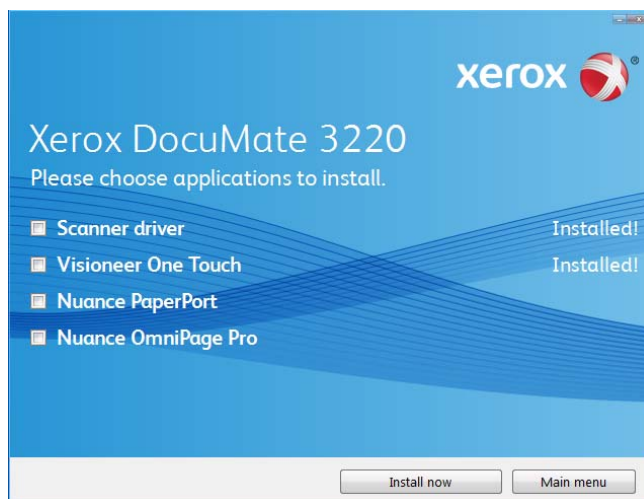 xerox ®
Xerox DocuMate 3220
Please choose applications to install.
Scanner driver Installed!
Visioneer One Touch Installed!
Nuance PaperPort
Nuance OmniPage Pro
Install now Main menu